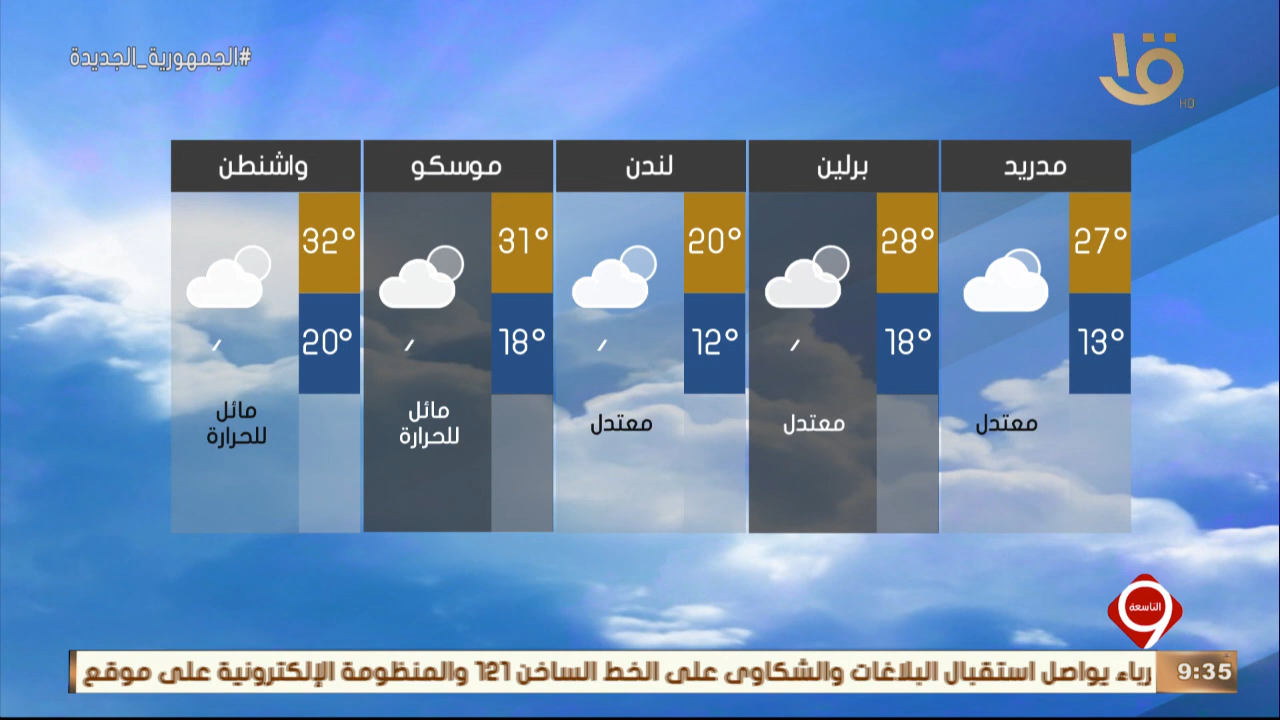 #الجمهورية_الجديدة
HD
مدريد
27°
13°
معتدل
برلين
28°
18°
معتدل
لندن
20°
12°
معتدل
موسكو
31°
18°
مائل
للحرارة
واشنطن
32°
20°
مائل
للحرارة
التاسعة
9
9:35
يواصل استقبال البلاغات والشكاوى على الخط الساخن 121 والمنظومة الإلكترونية على موقع